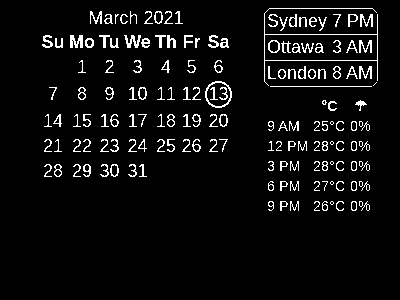 March 2021
Su Mo Tu We Th Fr Sa
1 2 3 4 5 6
7 8 9 10 11 12 13
14 15 16 17 18 19 20
21 22 23 24 25 26 27
28 29 30 31
Sydney 7 PM
Ottawa 3 AM
London 8 AM
°C ☂
9 AM 25°C 0%
12 PM 28°C 0%
3 PM 28°C 0%
6 PM 27°C 0%
9 PM 26°C 0%